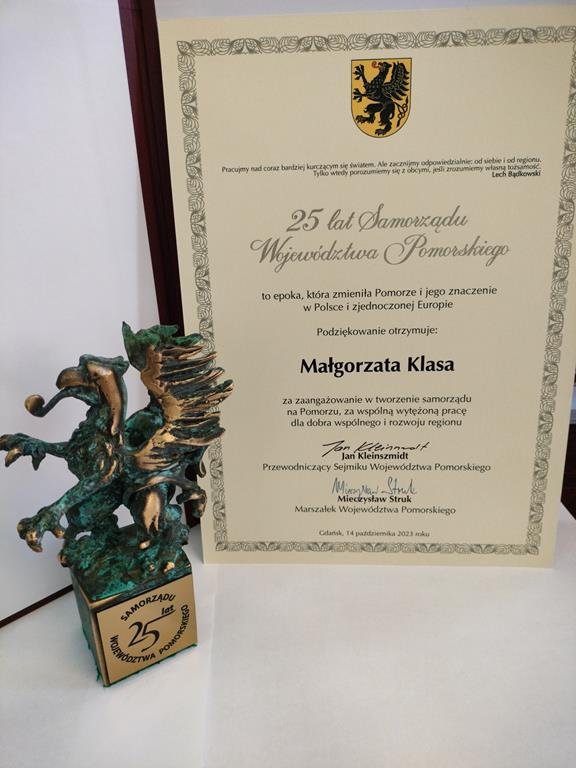 Pracujmy nad coraz bardziej kurczącym się światem. Ale zacznijmy odpowiedzialnie: od siebie i od regionu.
Tylko wtedy porozumiemy się z obcymi, jeśli zrozumiemy własną tożsamość.
Lech Bądkowski
25 lat Samorządu
Województwa Pomorskiego
to epoka, która zmieniła Pomorze i jego znaczenie
w Polsce i zjednoczonej Europie
Podziękowanie otrzymuje:
Małgorzata Klasa
za zaangażowanie w tworzenie samorządu
na Pomorzu, za wspólną wytężoną pracę
dla dobra wspólnego i rozwoju regionu
Jan Kleinszmidt
Jan Kleinszmidt
Przewodniczący Sejmiku Województwa Pomorskiego
Mieczysław Struk
Mieczysław Struk
Marszałek Województwa Pomorskiego
Gdańsk, 14 października 2023 roku
SAMORZĄDU
25 lat
WOJEWÓDZTWA POMORSKIEGO